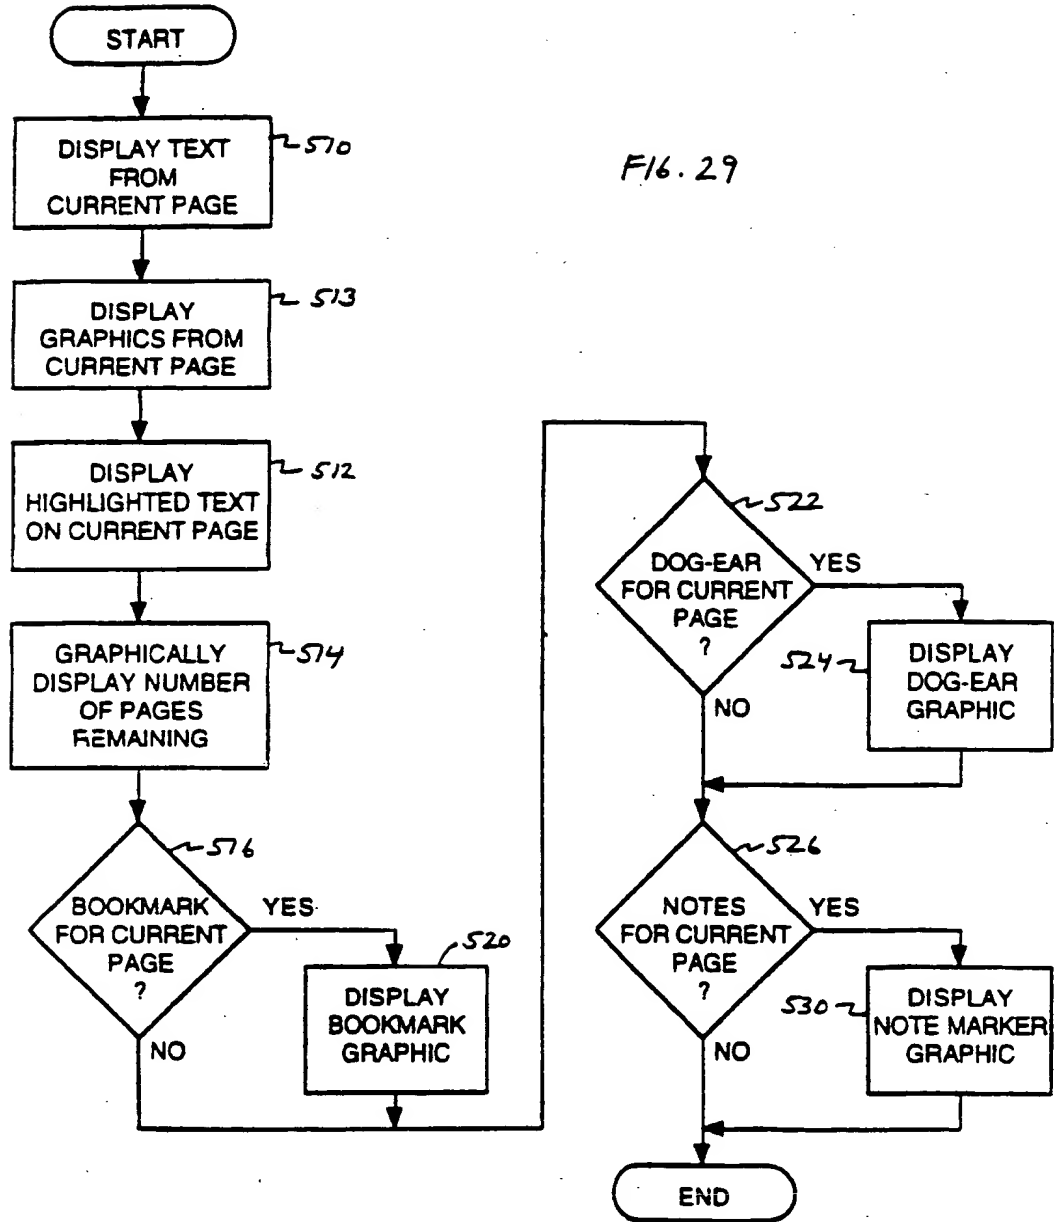 START
DISPLAY TEXT
FROM
CURRENT PAGE
510
FIG. 29
DISPLAY
GRAPHICS FROM
CURRENT PAGE
513
DISPLAY
HIGHLIGHTED TEXT
ON CURRENT PAGE
512
GRAPHICALLY
DISPLAY NUMBER
OF PAGES
REMAINING
514
BOOKMARK
FOR CURRENT
PAGE
?
516
YES
NO
DISPLAY
BOOKMARK
GRAPHIC
520
DOG-EAR
FOR CURRENT
PAGE
?
522
YES
NO
DISPLAY
DOG-EAR
GRAPHIC
524
NOTES
FOR CURRENT
PAGE
?
526
YES
NO
DISPLAY
NOTE MARKER
GRAPHIC
530
END